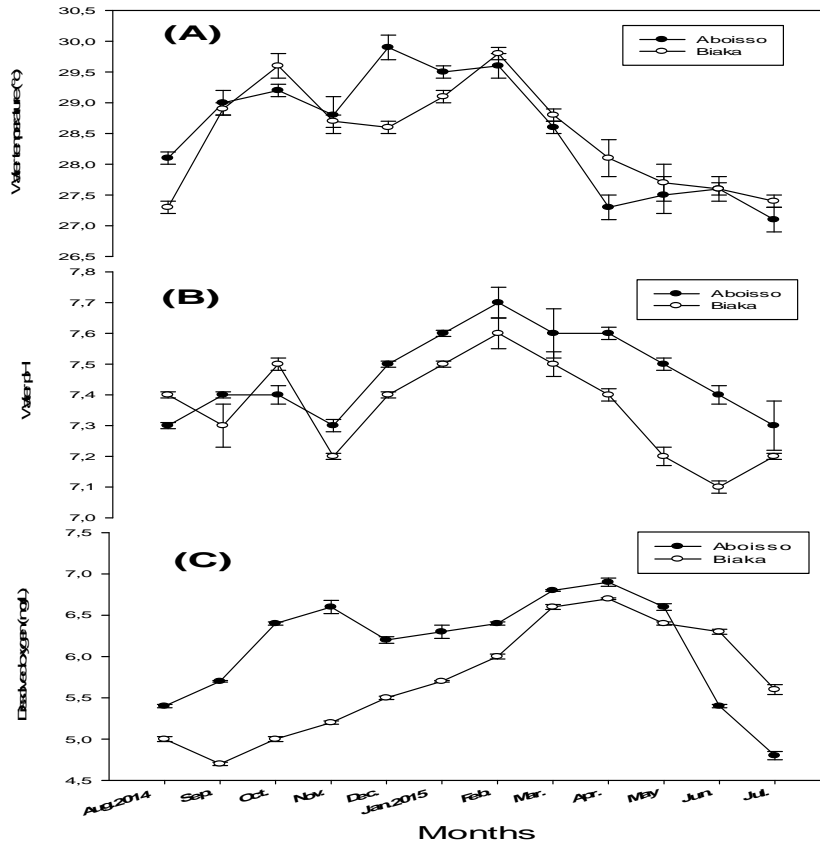 (A)
Aboisso
Biaka
30,5
30,0
29,5
29,0
28,5
28,0
27,5
27,0
26,5
(B)
Aboisso
Biaka
7,8
7,7
7,6
7,5
7,4
7,3
7,2
7,1
7,0
Water pH
(C)
Aboisso
Biaka
7,5
7,0
6,5
6,0
5,5
5,0
4,5
Aug.2014 Sep. Oct. Nov. Dec. Jan.2015 Feb. Mar. Apr. May Jun. Jul.
Months